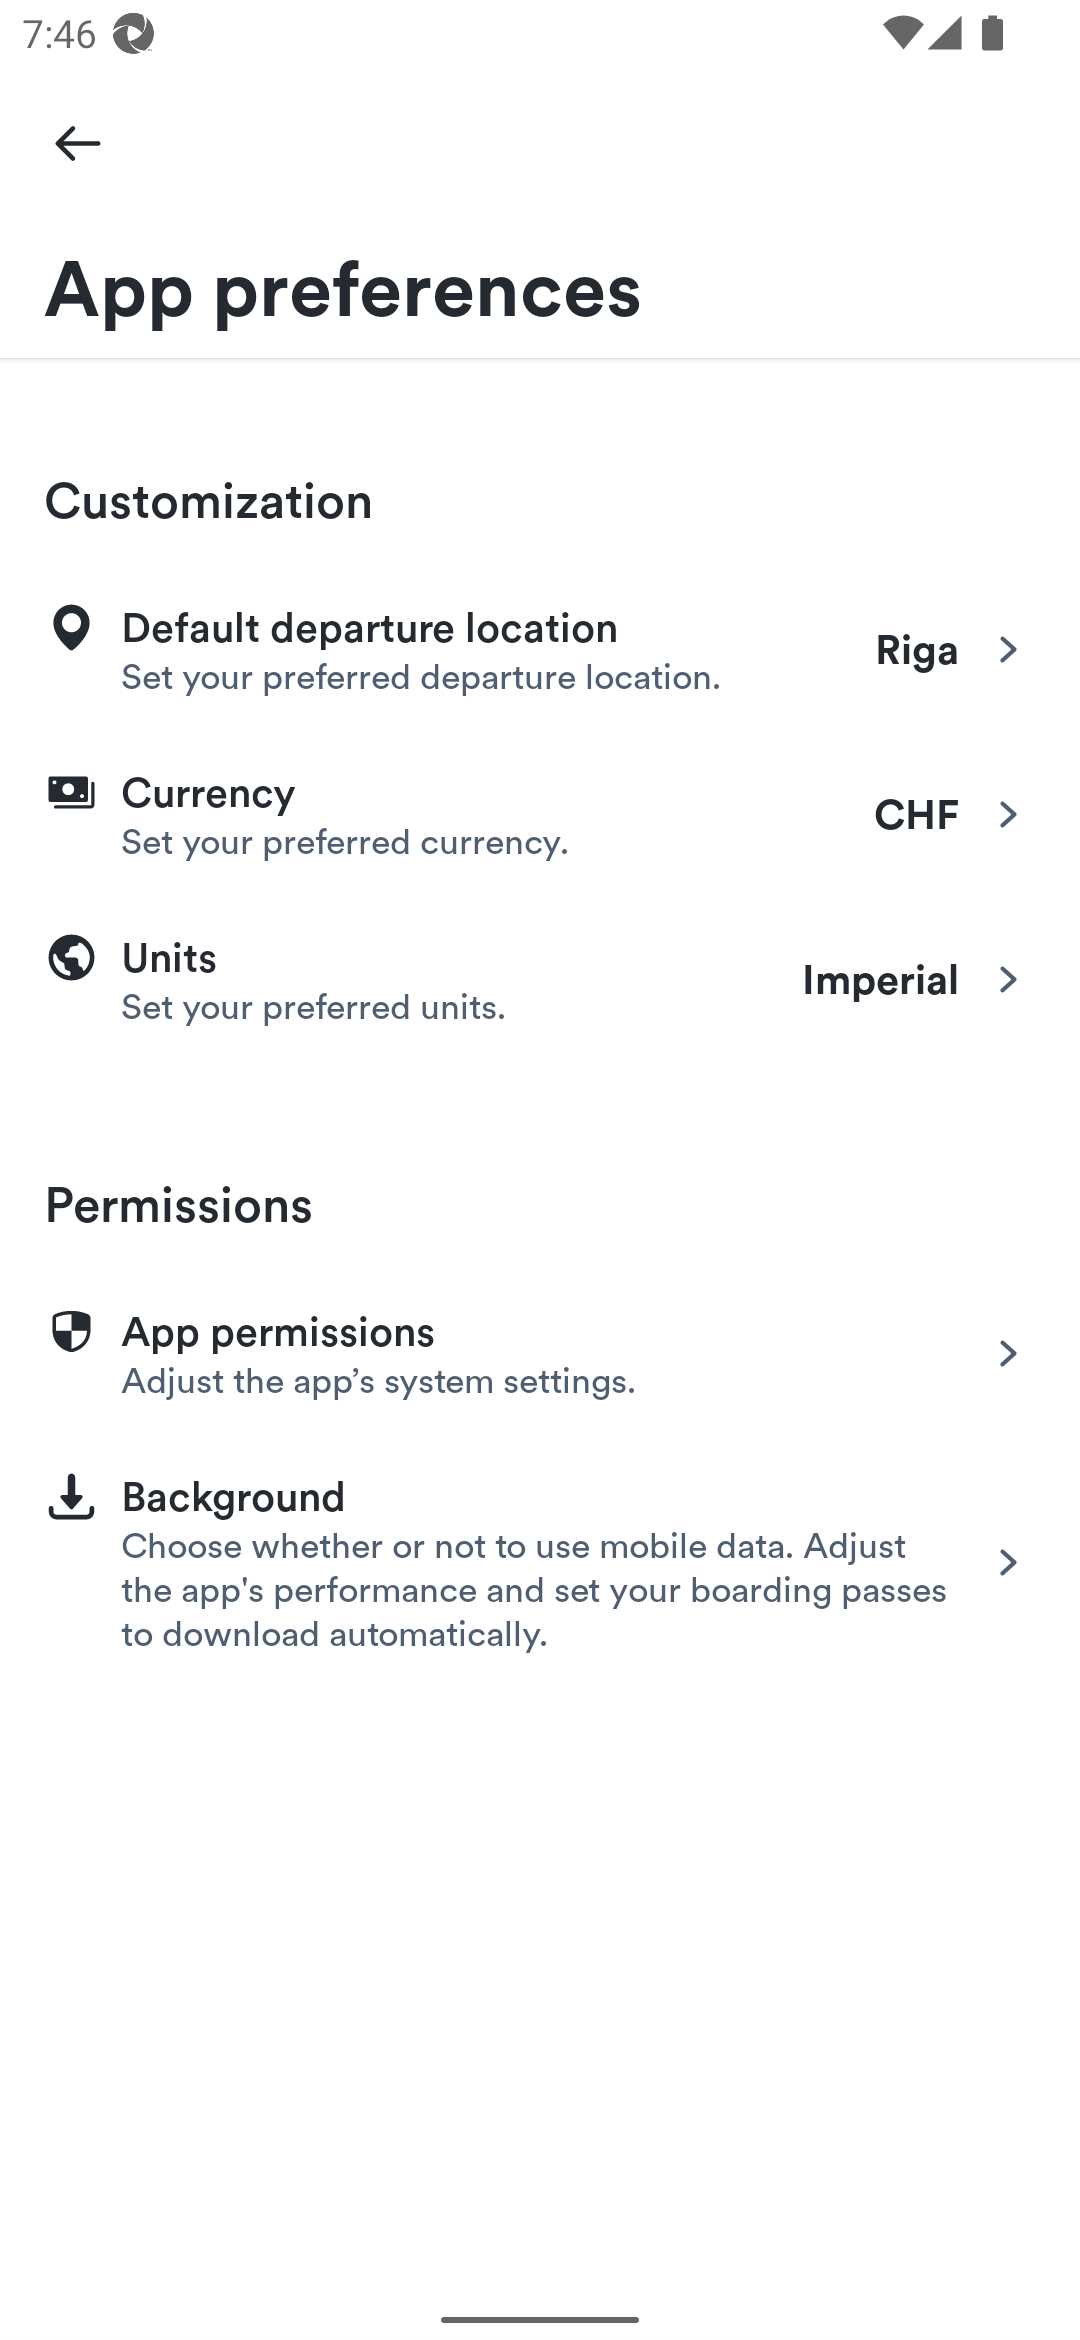 7:46
App preferences
Customization
Default departure location
Set your preferred departure location.
Riga
Currency
Set your preferred currency.
CHF
Units
Set your preferred units.
Imperial
Permissions
App permissions
Adjust the app’s system settings.
Background
Choose whether or not to use mobile data. Adjust
the app's performance and set your boarding passes
to download automatically.